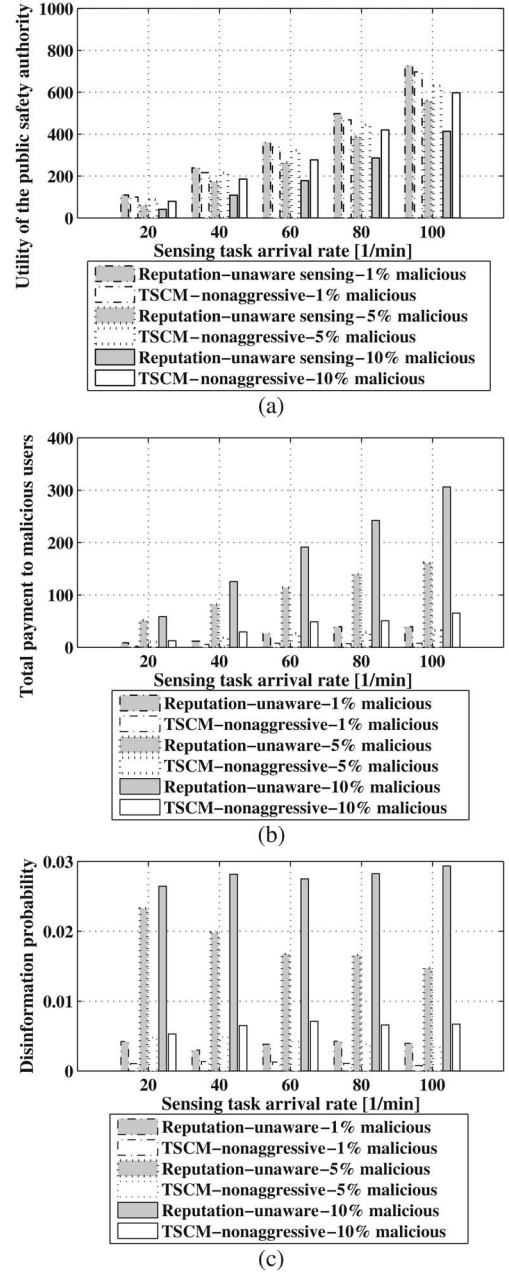 1000
800
600
400
200
0
Utility of the public safety authority
20 40 60 80 100
Sensing task arrival rate [1/min]
Reputation−unaware sensing−1% malicious
TSCM−nonaggressive−1% malicious
Reputation−unaware sensing−5% malicious
TSCM−nonaggressive−5% malicious
Reputation−unaware sensing−10% malicious
TSCM−nonaggressive−10% malicious
(a)
400
300
200
100
0
Total payment to malicious users
20 40 60 80 100
Sensing task arrival rate [1/min]
Reputation−unaware−1% malicious
TSCM−nonaggressive−1% malicious
Reputation−unaware−5% malicious
TSCM−nonaggressive−5% malicious
Reputation−unaware−10% malicious
TSCM−nonaggressive−10% malicious
(b)
0.03
0.02
0.01
0
Disinformation probability
20 40 60 80 100
Sensing task arrival rate [1/min]
Reputation−unaware−1% malicious
TSCM−nonaggressive−1% malicious
Reputation−unaware−5% malicious
TSCM−nonaggressive−5% malicious
Reputation−unaware−10% malicious
TSCM−nonaggressive−10% malicious
(c)